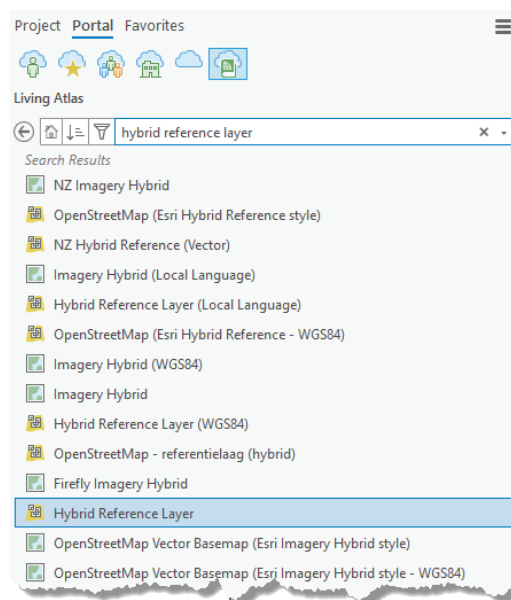 Project Portal Favorites
Living Atlas
hybrid reference layer
Search Results
NZ Imagery Hybrid
OpenStreetMap (Esri Hybrid Reference style)
NZ Hybrid Reference (Vector)
Imagery Hybrid (Local Language)
Hybrid Reference Layer (Local Language)
OpenStreetMap (Esri Hybrid Reference - WGS84)
Imagery Hybrid (WGS84)
Imagery Hybrid
Hybrid Reference Layer (WGS84)
OpenStreetMap - referentielaag (hybrid)
Firefly Imagery Hybrid
Hybrid Reference Layer
OpenStreetMap Vector Basemap (Esri Imagery Hybrid style)
OpenStreetMap Vector Basemap (Esri Imagery Hybrid style - WGS84)